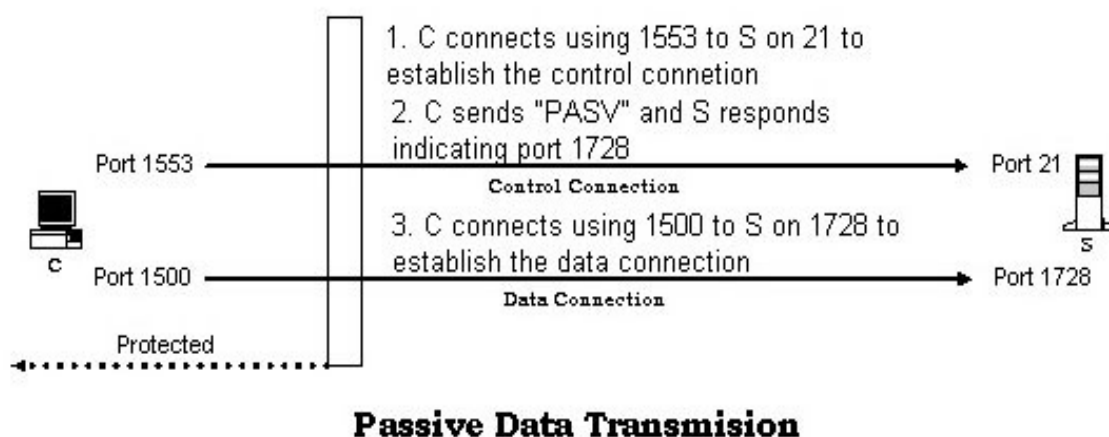 1. C connects using 1553 to S on 21 to
establish the control connetion
2. C sends "PASV" and S responds
indicating port 1728
Port 1553
Port 21
Control Connection
C
S
3. C connects using 1500 to S on 1728 to
establish the data connection
Port 1500
Port 1728
Data Connection
Protected
Passive Data Transmision